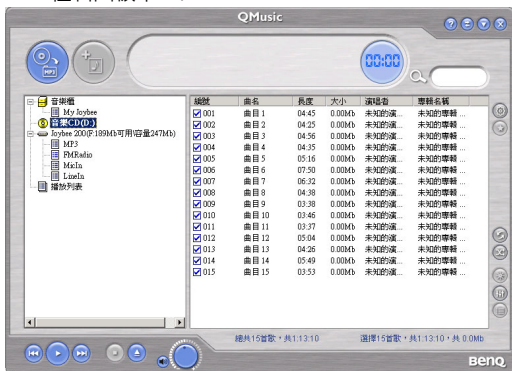 QMusic
MP3
00:00
音樂櫃
My Joybee
音樂CD(D:)
Joybee 200(F:189Mb可用\容量247Mb)
MP3
FMRadio
MicIn
LineIn
播放列表
編號 曲名 長度 大小 演唱者 專輯名稱
001 曲目 1 04:45 0.00Mb 未知的演... 未知的專輯 ...
002 曲目 2 04:25 0.00Mb 未知的演... 未知的專輯 ...
003 曲目 3 04:56 0.00Mb 未知的演... 未知的專輯 ...
004 曲目 4 04:35 0.00Mb 未知的演... 未知的專輯 ...
005 曲目 5 05:16 0.00Mb 未知的演... 未知的專輯 ...
006 曲目 6 07:50 0.00Mb 未知的演... 未知的專輯 ...
007 曲目 7 06:32 0.00Mb 未知的演... 未知的專輯 ...
008 曲目 8 04:38 0.00Mb 未知的演... 未知的專輯 ...
009 曲目 9 03:38 0.00Mb 未知的演... 未知的專輯 ...
010 曲目 10 03:46 0.00Mb 未知的演... 未知的專輯 ...
011 曲目 11 03:37 0.00Mb 未知的演... 未知的專輯 ...
012 曲目 12 05:04 0.00Mb 未知的演... 未知的專輯 ...
013 曲目 13 04:26 0.00Mb 未知的演... 未知的專輯 ...
014 曲目 14 05:49 0.00Mb 未知的演... 未知的專輯 ...
015 曲目 15 03:53 0.00Mb 未知的演... 未知的專輯 ...
總共15首歌，共1:13:10 選擇15首歌，共1:13:10，共 0.0Mb
BenQ